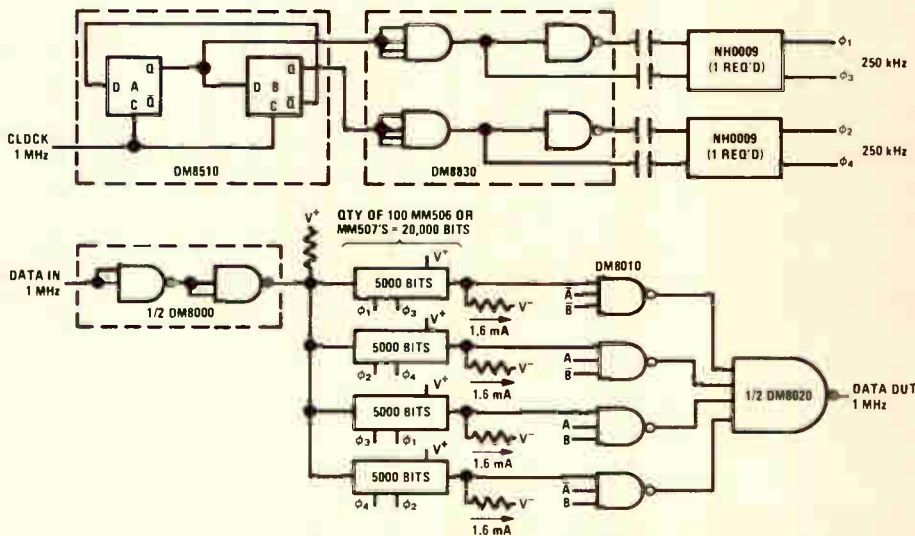 CLOCK
1 MHz
D A Q
C Q̅
D B Q
C Q̅
DM8510
DM8830
NH0009
(1 REQ'D)
ϕ1
250 kHz
ϕ3
NH0009
(1 REQ'D)
ϕ2
250 kHz
ϕ4
DATA IN
1 MHz
1/2 DM8000
V+
QTY OF 100 MM506 OR
MM507'S = 20,000 BITS
V+
5000 BITS
ϕ1 ϕ3
V−
1.6 mA
DM8010
A̅
B̅
V+
5000 BITS
ϕ2 ϕ4
V−
1.6 mA
A
B̅
V+
5000 BITS
ϕ3 ϕ1
V−
1.6 mA
A
B
V+
5000 BITS
ϕ4 ϕ2
V−
1.6 mA
A̅
B
1/2 DM8020
DATA OUT
1 MHz